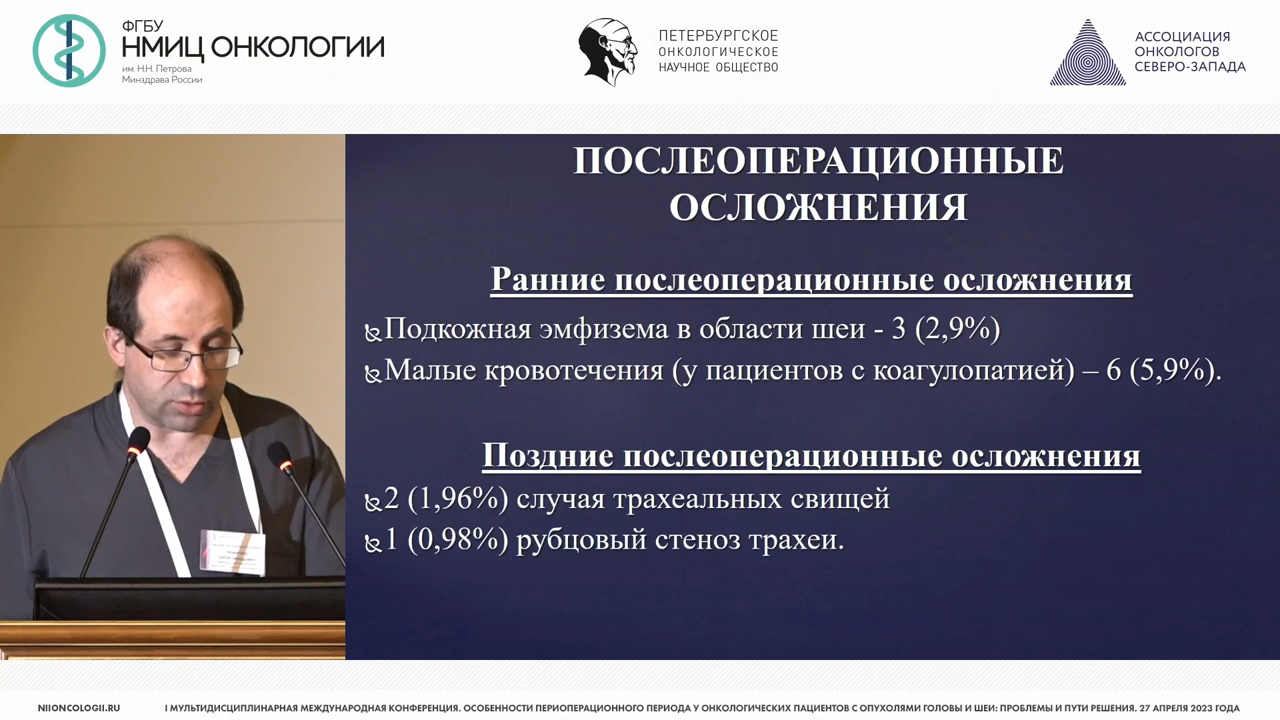 ФГБУ
НМИЦ ОНКОЛОГИИ
им. Н.Н. Петрова
Минздрава России
ПЕТЕРБУРГСКОЕ
ОНКОЛОГИЧЕСКОЕ
НАУЧНОЕ ОБЩЕСТВО
АССОЦИАЦИЯ
ОНКОЛОГОВ
СЕВЕРО-ЗАПАДА
ПОСЛЕОПЕРАЦИОННЫЕ
ОСЛОЖНЕНИЯ
Ранние послеоперационные осложнения
Подкожная эмфизема в области шеи - 3 (2,9%)
Малые кровотечения (у пациентов с коагулопатией) – 6 (5,9%).
Поздние послеоперационные осложнения
2 (1,96%) случая трахеальных свищей
1 (0,98%) рубцовый стеноз трахеи.
NIIONCOLOGII.RU
I МУЛЬТИДИСЦИПЛИНАРНАЯ МЕЖДУНАРОДНАЯ КОНФЕРЕНЦИЯ. ОСОБЕННОСТИ ПЕРИОПЕРАЦИОННОГО ПЕРИОДА У ОНКОЛОГИЧЕСКИХ ПАЦИЕНТОВ С ОПУХОЛЯМИ ГОЛОВЫ И ШЕИ: ПРОБЛЕМЫ И ПУТИ РЕШЕНИЯ. 27 АПРЕЛЯ 2023 ГОДА